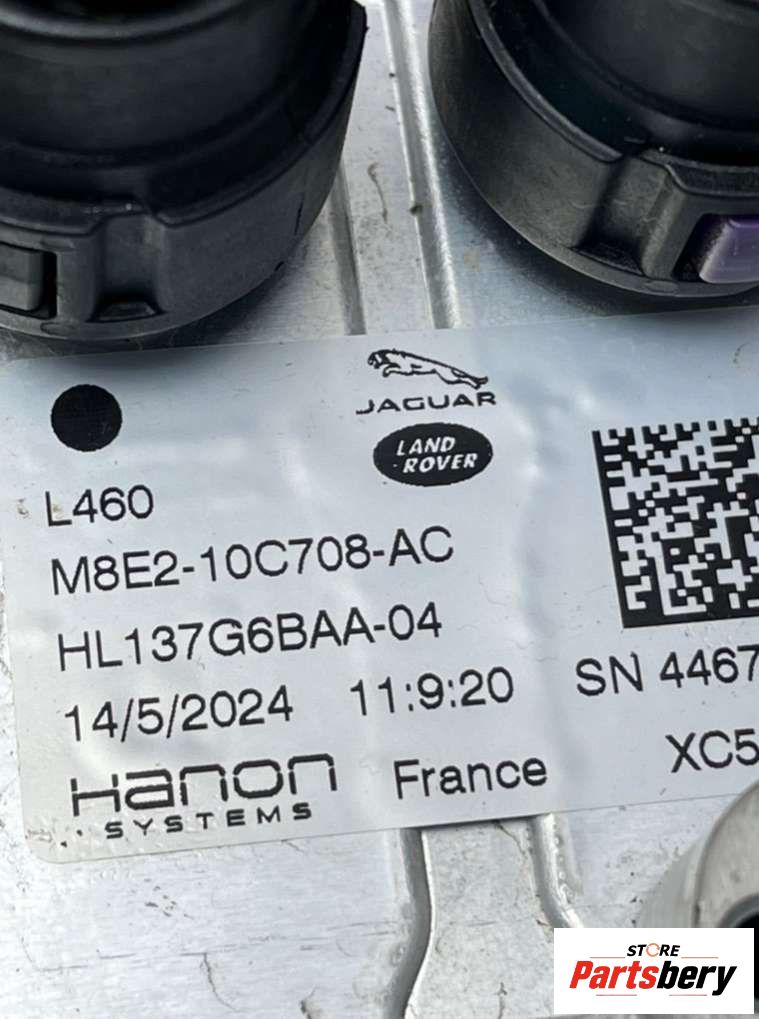 JAGUAR
LAND
ROVER
L460
M8E2-10C708-AC
HL137G6BAA-04
14/5/2024 11:9:20 SN 4467
Hanon France XC5
SYSTEMS
STORE
Partsbery